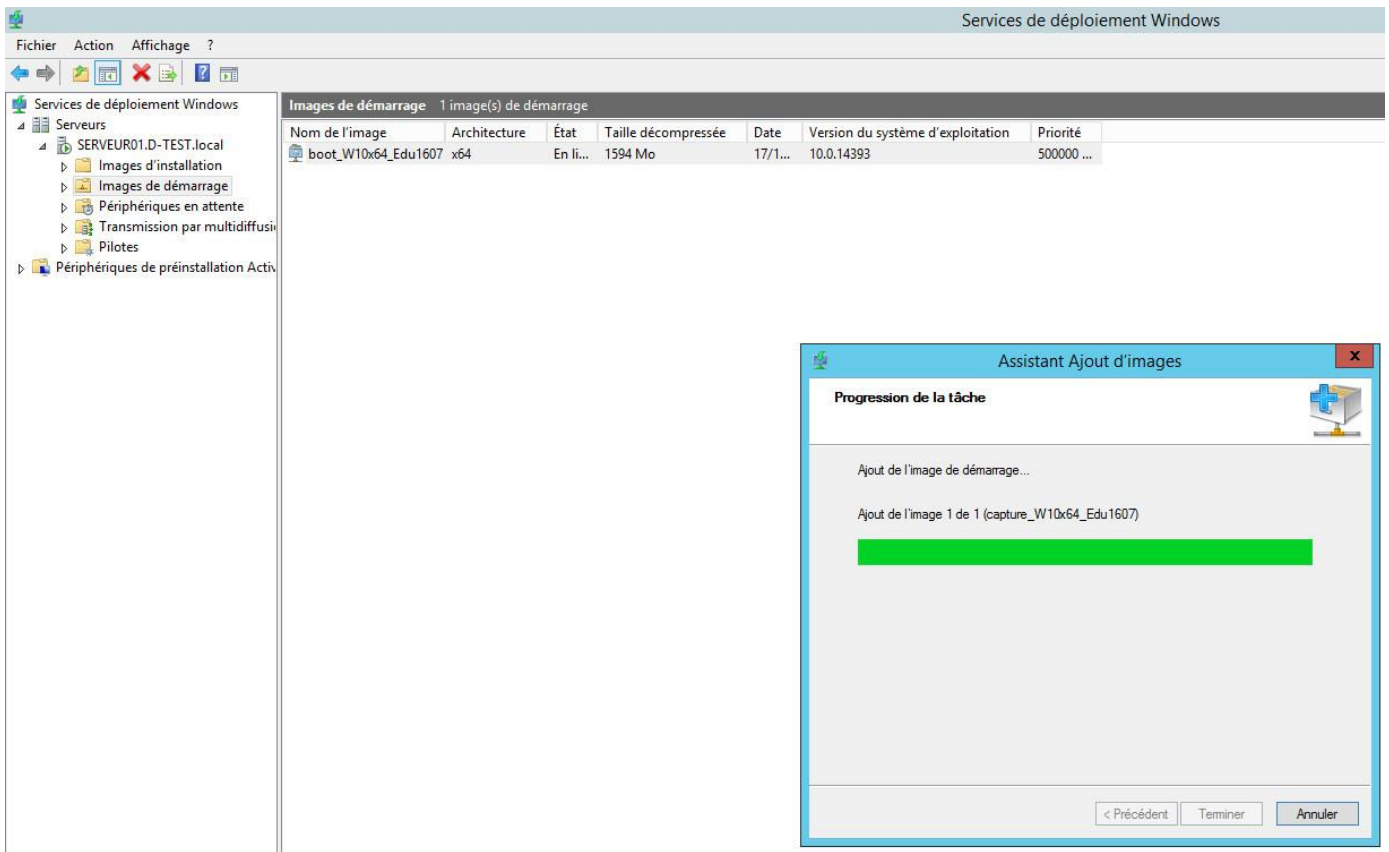 Services de déploiement Windows
Fichier Action Affichage ?
Services de déploiement Windows
Serveurs
SERVEUR01.D-TEST.local
Images d'installation
Images de démarrage
Périphériques en attente
Transmission par multidiffusi
Pilotes
Périphériques de préinstallation Activ
Images de démarrage 1 image(s) de démarrage
Nom de l'image Architecture État Taille décompressée Date Version du système d'exploitation Priorité
boot_W10x64_Edu1607 x64 En li... 1594 Mo 17/1... 10.0.14393 500000 ...
Assistant Ajout d'images
x
Progression de la tâche
Ajout de l'image de démarrage...
Ajout de l'image 1 de 1 (capture_W10x64_Edu1607)
< Précédent Terminer Annuler